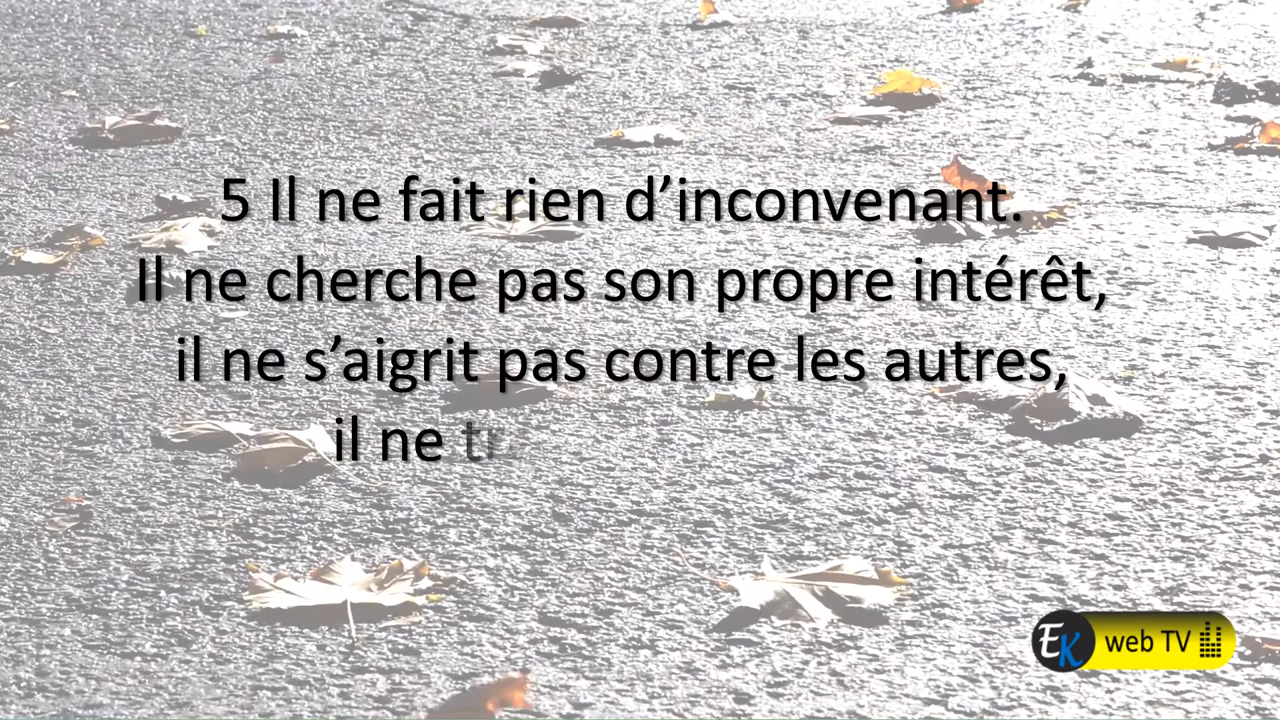 5 Il ne fait rien d’inconvenant.
Il ne cherche pas son propre intérêt,
il ne s’aigrit pas contre les autres,
il ne
EK web TV